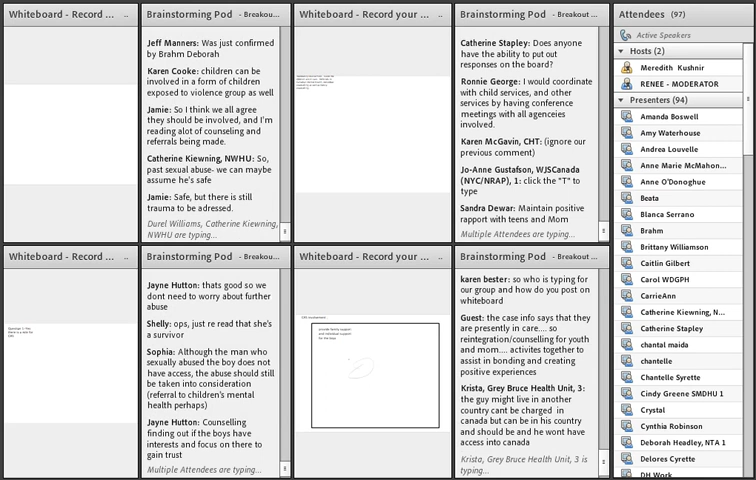 Whiteboard - Record ...
Brainstorming Pod - Breakou...
Jeff Manners: Was just confirmed
by Brahm Deborah
Karen Cooke: children can be
involved in a form of children
exposed to violence group as well
Jamie: So I think we all agree
they should be involved, and I'm
reading alot of counseling and
referrals being made.
Catherine Kiewning, NWHU: So,
past sexual abuse- we can maybe
assume he's safe
Jamie: Safe, but there is still
trauma to be adressed.
Durel Williams, Catherine Kiewning,
NWHU are typing...
Whiteboard - Record your ...
Brainstorming Pod - Breakout ...
Catherine Stapley: Does anyone
have the ability to put out
responses on the board?
Ronnie George: I would coordinate
with child services, and other
services by having conference
meetings with all agenceies
involved.
Karen McGavin, CHT: (ignore our
previous comment)
Jo-Anne Gustafson, WJSCanada
(NYC/NRAP), 1: click the "T" to
type
Sandra Dewar: Maintain positive
rapport with teens and Mom
Multiple Attendees are typing...
Whiteboard - Record ...
Brainstorming Pod - Breakou...
Jayne Hutton: thats good so we
dont need to worry about further
abuse
Shelly: ops, just re read that she's
a survivor
Sophia: Although the man who
sexually abused the boy does not
have access, the abuse should still
be taken into consideration
(referral to children's mental
health perhaps)
Jayne Hutton: Counselling
finding out if the boys have
interests and focus on there to
gain trust
Multiple Attendees are typing...
Whiteboard - Record your ...
provide family support
and individual support
for the boys
Brainstorming Pod - Breakout ...
karen bester: so who is typing for
our group and how do you post on
whiteboard
Guest: the case info says that they
are presently in care.... so
reintegration/counselling for youth
and mom.... activites together to
assist in bonding and creating
positive experiences
Krista, Grey Bruce Health Unit, 3:
the guy might live in another
country cant be charged in
canada but can be in his country
and should be and he wont have
access into canada
Krista, Grey Bruce Health Unit, 3 is
typing...
Attendees (97)
Active Speakers
Hosts (2)
Meredith Kushnir
RENEE - MODERATOR
Presenters (94)
Amanda Boswell
Amy Waterhouse
Andrea Louvelle
Anne Marie McMahon...
Anne O'Donoghue
Beata
Blanca Serrano
Brahm
Brittany Williamson
Caitlin Gilbert
Carol WDGPH
CarrieAnn
Catherine Kiewning, N...
Catherine Stapley
chantal maida
chantelle
Chantelle Syrette
Cindy Greene SMDHU 1
Crystal
Cynthia Robinson
Deborah Headley, NTA 1
Delores Cyrette
DH Work